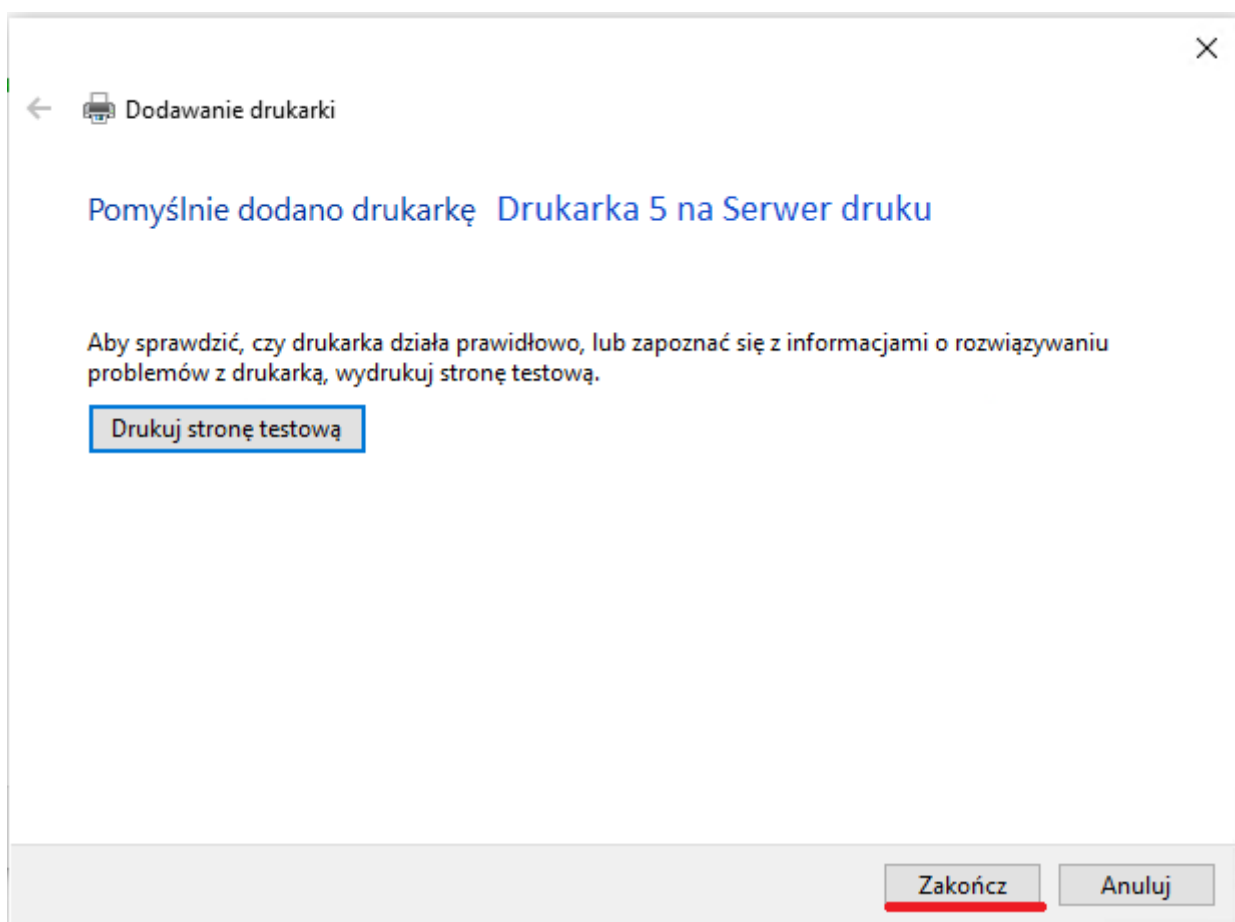 Dodawanie drukarki
Pomyślnie dodano drukarkę Drukarka 5 na Serwer druku
Aby sprawdzić, czy drukarka działa prawidłowo, lub zapoznać się z informacjami o rozwiązywaniu
problemów z drukarką, wydrukuj stronę testową.
Drukuj stronę testową
Zakończ Anuluj